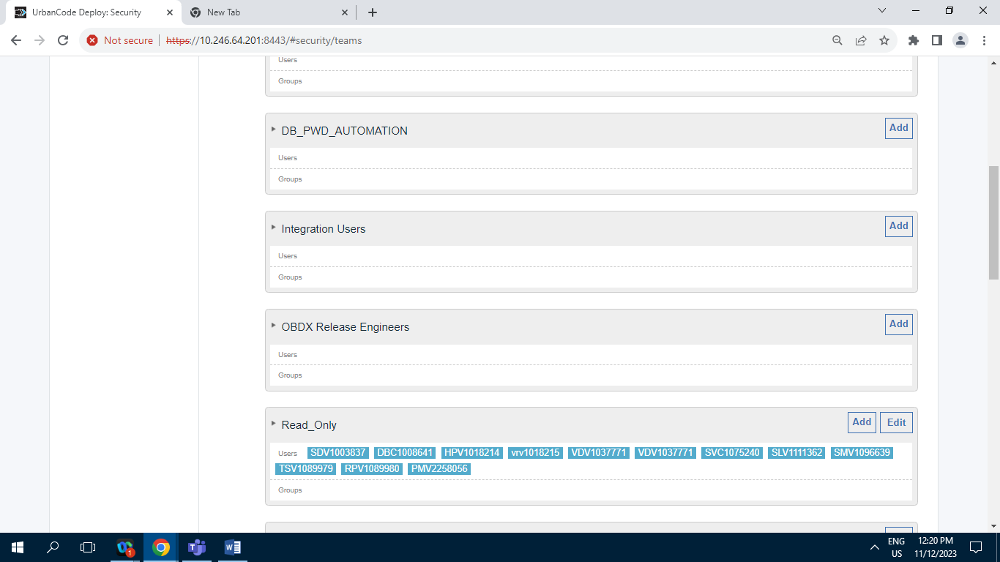 UrbanCode Deploy: Security
New Tab
Not secure https://10.246.64.201:8443/#security/teams
Users
Groups
DB_PWD_AUTOMATION Add
Users
Groups
Integration Users Add
Users
Groups
OBDX Release Engineers Add
Users
Groups
Read_Only Add Edit
Users SDV1003837 DBC1008641 HPV1018214 vrv1018215 VDV1037771 VDV1037771 SVC1075240 SLV1111362 SMV1096639
TSV1089979 RPV1089980 PMV2258056
Groups
1
ENG 12:20 PM
US 11/12/2023